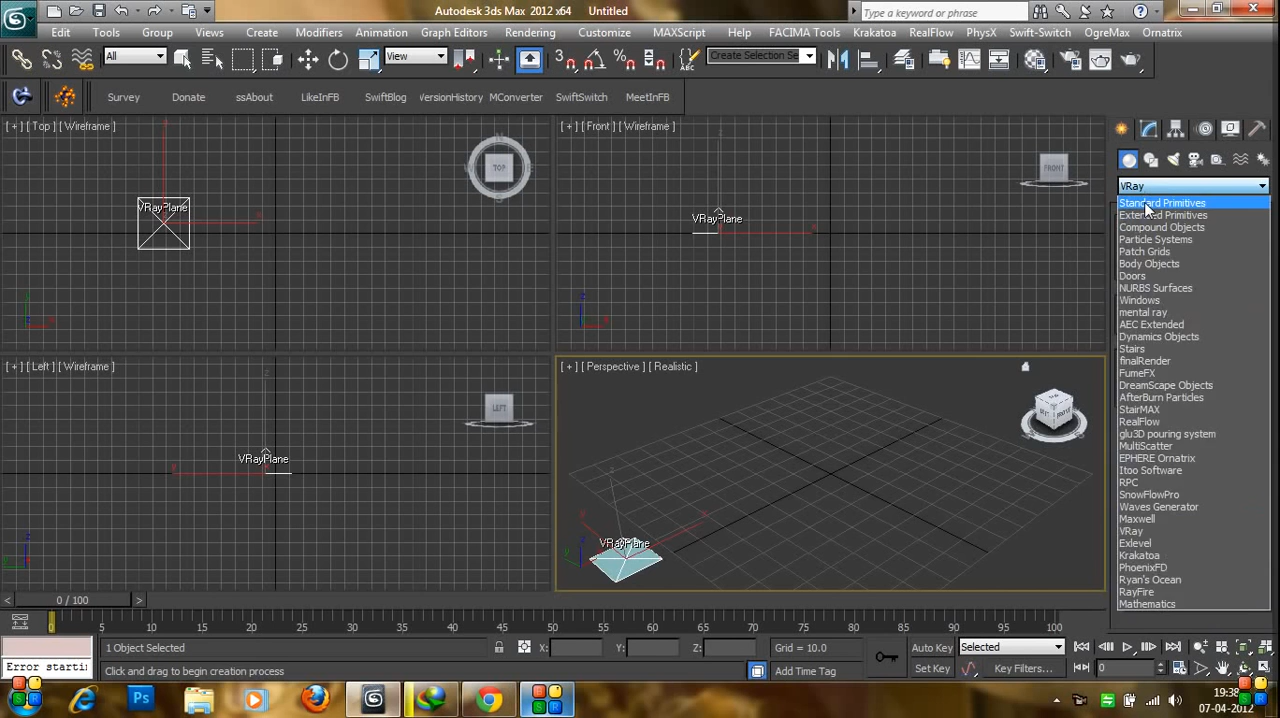 Autodesk 3ds Max 2012 x64 Untitled
Type a keyword or phrase
Edit Tools Group Views Create Modifiers Animation Graph Editors Rendering Customize MAXScript Help FACIMA Tools Krakatoa RealFlow PhysX Swift-Switch OgreMax Ornatrix
All View 3 Create Selection Se
Survey Donate ssAbout LikeInFB SwiftBlog VersionHistory MConverter SwiftSwitch MeetInFB
[ + ] [ Top ] [ Wireframe ]
TOP
VRayPlane
[ + ] [ Front ] [ Wireframe ]
FRONT
VRayPlane
[ + ] [ Left ] [ Wireframe ]
LEFT
VRayPlane
[ + ] [ Perspective ] [ Realistic ]
VRayPlane
VRay
Standard Primitives
Extended Primitives
Compound Objects
Particle Systems
Patch Grids
Body Objects
Doors
NURBS Surfaces
Windows
mental ray
AEC Extended
Dynamics Objects
Stairs
finalRender
FumeFX
DreamScape Objects
AfterBurn Particles
StairMAX
RealFlow
glu3D pouring system
MultiScatter
EPHERE Ornatrix
Itoo Software
RPC
SnowFlowPro
Waves Generator
Maxwell
VRay
Exlevel
Krakatoa
PhoenixFD
Ryan's Ocean
RayFire
Mathematics
< 0 / 100 >
0 5 10 15 20 25 30 35 40 45 50 55 60 65 70 75 80 85 90 95 100
1 Object Selected X: Y: Z: Grid = 10.0 Auto Key Selected
Error starti Click and drag to begin creation process Add Time Tag Set Key Key Filters... 0
19:38
07-04-2012